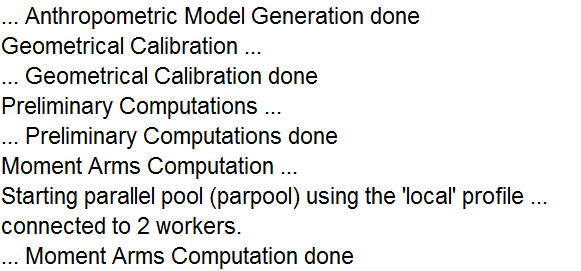 ... Anthropometric Model Generation done
Geometrical Calibration ...
... Geometrical Calibration done
Preliminary Computations ...
... Preliminary Computations done
Moment Arms Computation ...
Starting parallel pool (parpool) using the 'local' profile ...
connected to 2 workers.
... Moment Arms Computation done